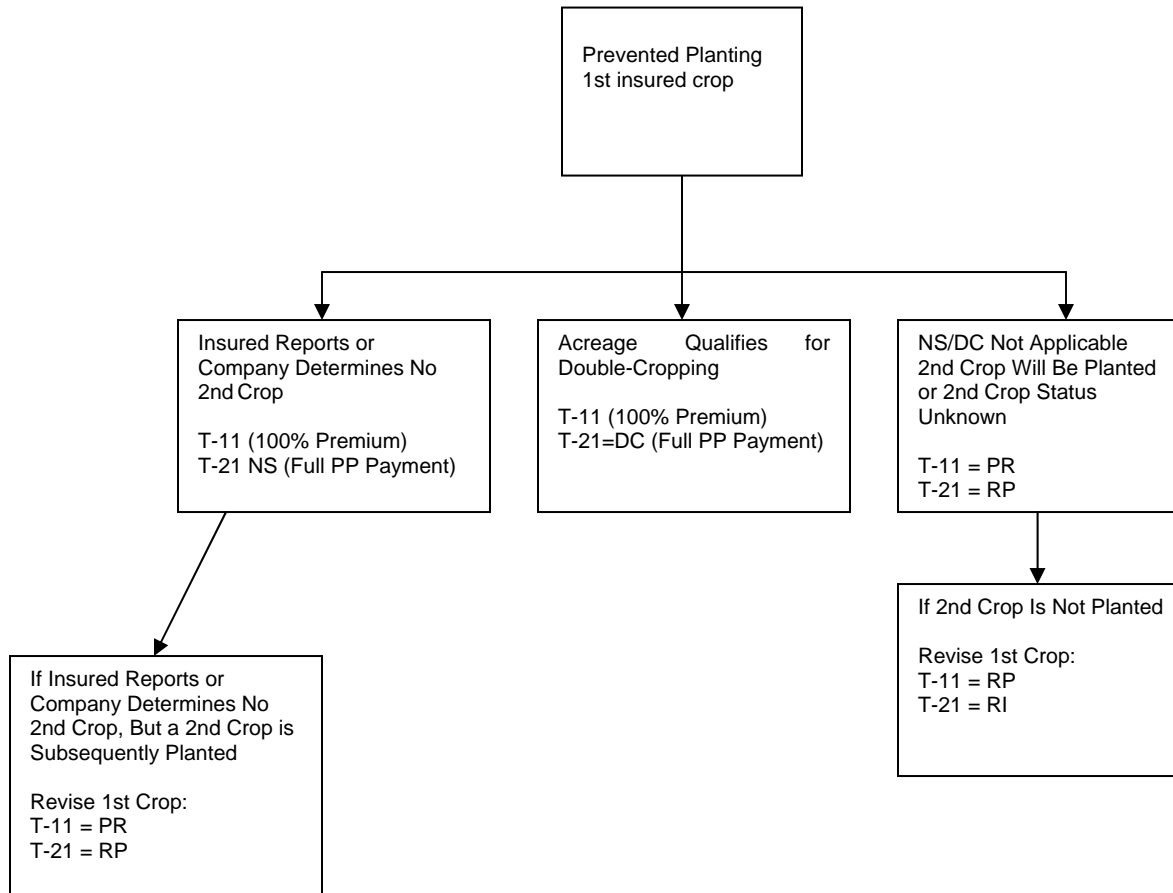 Prevented Planting
1st insured crop
Insured Reports or
Company Determines No
2nd Crop
T-11 (100% Premium)
T-21 NS (Full PP Payment)
Acreage Qualifies for
Double-Cropping
T-11 (100% Premium)
T-21=DC (Full PP Payment)
NS/DC Not Applicable
2nd Crop Will Be Planted
or 2nd Crop Status
Unknown
T-11 = PR
T-21 = RP
If Insured Reports or
Company Determines No
2nd Crop, But a 2nd Crop is
Subsequently Planted
Revise 1st Crop:
T-11 = PR
T-21 = RP
If 2nd Crop Is Not Planted
Revise 1st Crop:
T-11 = RP
T-21 = RI